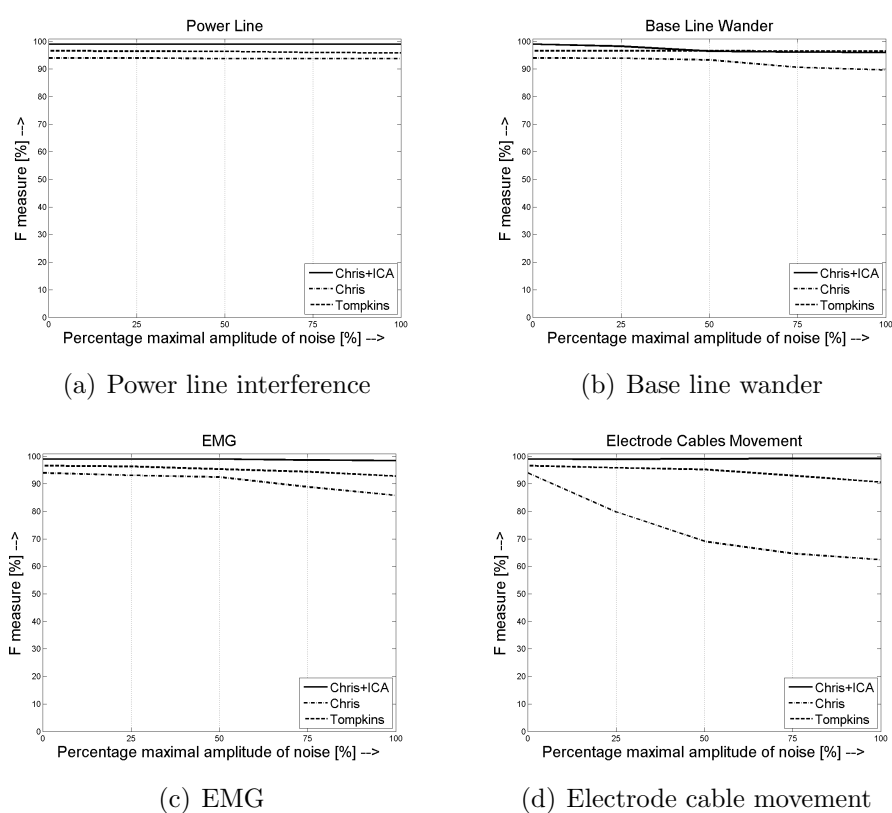 Power Line
F measure [%] -->
100
90
80
70
60
50
40
30
20
10
0
0 25 50 75 100
Chris+ICA
Chris
Tompkins
Percentage maximal amplitude of noise [%] -->
(a) Power line interference
Base Line Wander
F measure [%] -->
100
90
80
70
60
50
40
30
20
10
0
0 25 50 75 100
Chris+ICA
Chris
Tompkins
Percentage maximal amplitude of noise [%] -->
(b) Base line wander
EMG
F measure [%] -->
100
90
80
70
60
50
40
30
20
10
0
0 25 50 75 100
Chris+ICA
Chris
Tompkins
Percentage maximal amplitude of noise [%] -->
(c) EMG
Electrode Cables Movement
F measure [%] -->
100
90
80
70
60
50
40
30
20
10
0
0 25 50 75 100
Chris+ICA
Chris
Tompkins
Percentage maximal amplitude of noise [%] -->
(d) Electrode cable movement